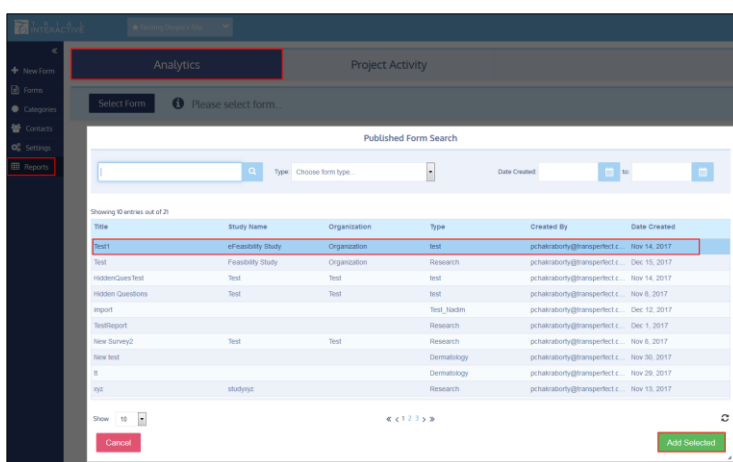 TRIAL
INTERACTIVE
«
New Form
Forms
Categories
Contacts
Settings
Reports
Analytics
Project Activity
Select Form
Please select form...
Published Form Search
Type: Choose form type...
Date Created:
to:
Showing 10 entries out of 21
Title Study Name Organization Type Created By Date Created
Test1 eFeasibility Study Organization test pchakraborty@transperfect.c... Nov 14, 2017
Test Feasibility Study Organization Research pchakraborty@transperfect.c... Dec 15, 2017
HiddenQuesTest Test Test test pchakraborty@transperfect.c... Nov 14, 2017
Hidden Questions Test Test test pchakraborty@transperfect.c... Nov 8, 2017
import Test_Nadim pchakraborty@transperfect.c... Dec 12, 2017
TestReport Research pchakraborty@transperfect.c... Dec 1, 2017
New Survey2 Test Test Research pchakraborty@transperfect.c... Nov 8, 2017
New test Dermatology pchakraborty@transperfect.c... Nov 30, 2017
tt Dermatology pchakraborty@transperfect.c... Nov 29, 2017
xyz studyxyz Research pchakraborty@transperfect.c... Nov 13, 2017
Show 10
« < 1 2 3 > »
Cancel
Add Selected